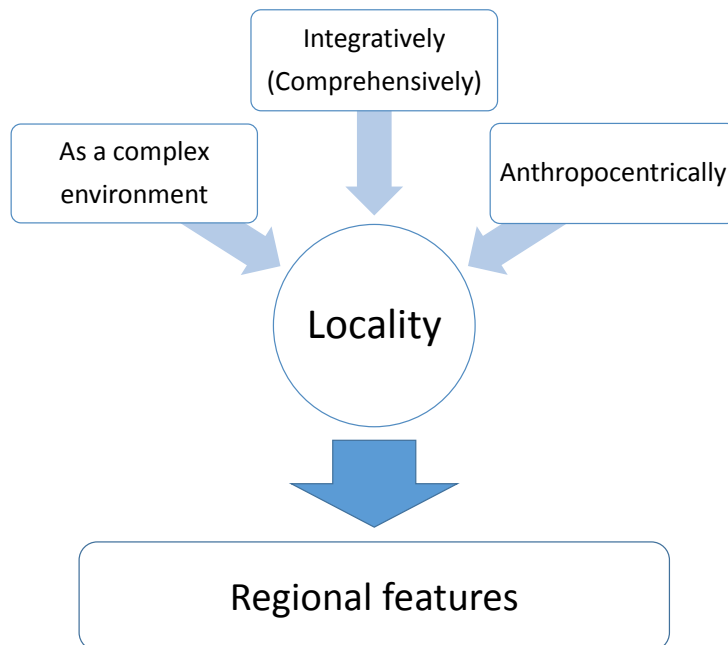 Integratively
(Comprehensively)
As a complex
environment
Anthropocentrically
Locality
Regional features